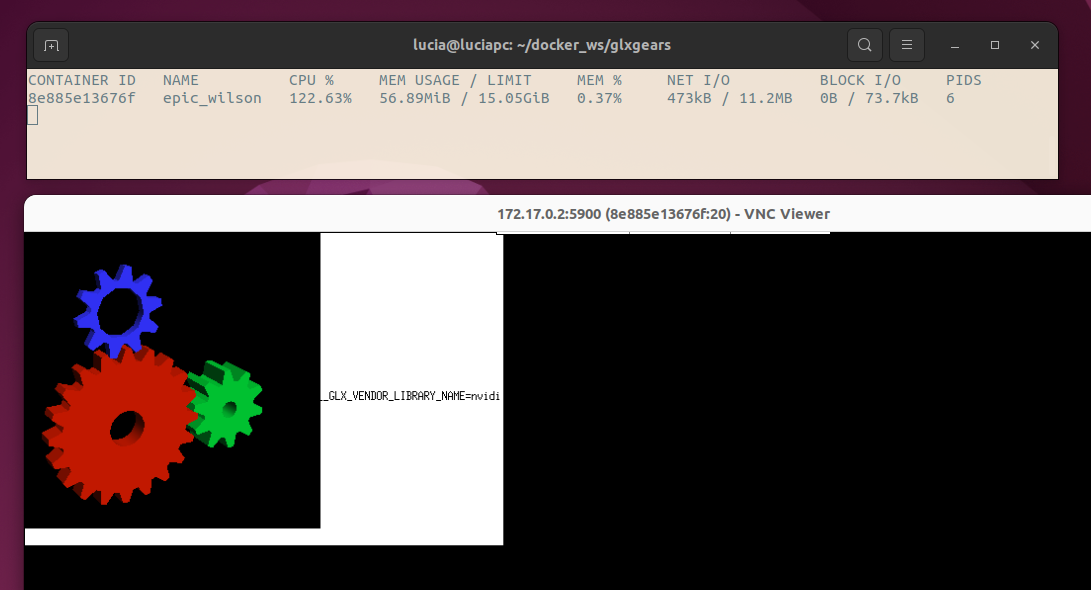 lucia@luciapc: ~/docker_ws/glxgears
CONTAINER ID NAME CPU % MEM USAGE / LIMIT MEM % NET I/O BLOCK I/O PIDS
8e885e13676f epic_wilson 122.63% 56.89MiB / 15.05GiB 0.37% 473kB / 11.2MB 0B / 73.7kB 6
172.17.0.2:5900 (8e885e13676f:20) - VNC Viewer
__GLX_VENDOR_LIBRARY_NAME=nvidi